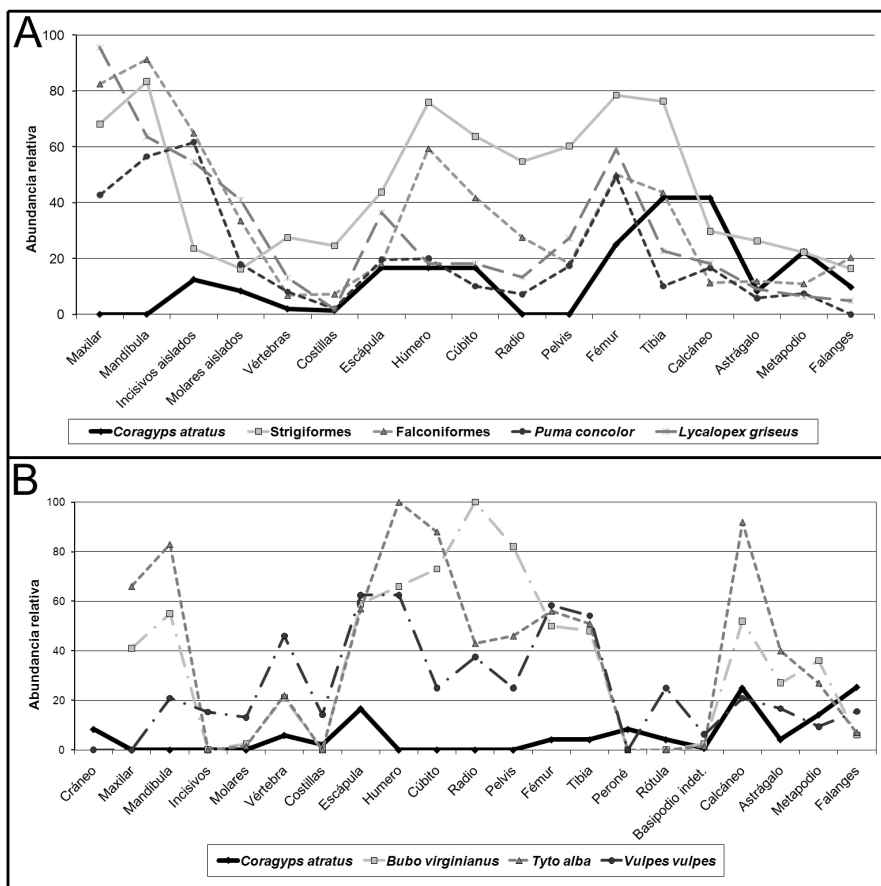 A
Abundancia relativa
100
80
60
40
20
0
Maxilar
Mandíbula
Incisivos aislados
Molares aislados
Vértebras
Costillas
Escápula
Húmero
Cúbito
Radio
Pelvis
Fémur
Tibia
Calcáneo
Astrágalo
Metapodio
Falanges
Coragyps atratus Strigiformes Falconiformes Puma concolor Lycalopex griseus
B
Abundancia relativa
100
80
60
40
20
0
Cráneo
Maxilar
Mandíbula
Incisivos
Molares
Vértebra
Costillas
Escápula
Humero
Cúbito
Radio
Pelvis
Fémur
Tibia
Peroné
Rótula
Basipodio indet.
Calcáneo
Astrágalo
Metapodio
Falanges
Coragyps atratus Bubo virginianus Tyto alba Vulpes vulpes